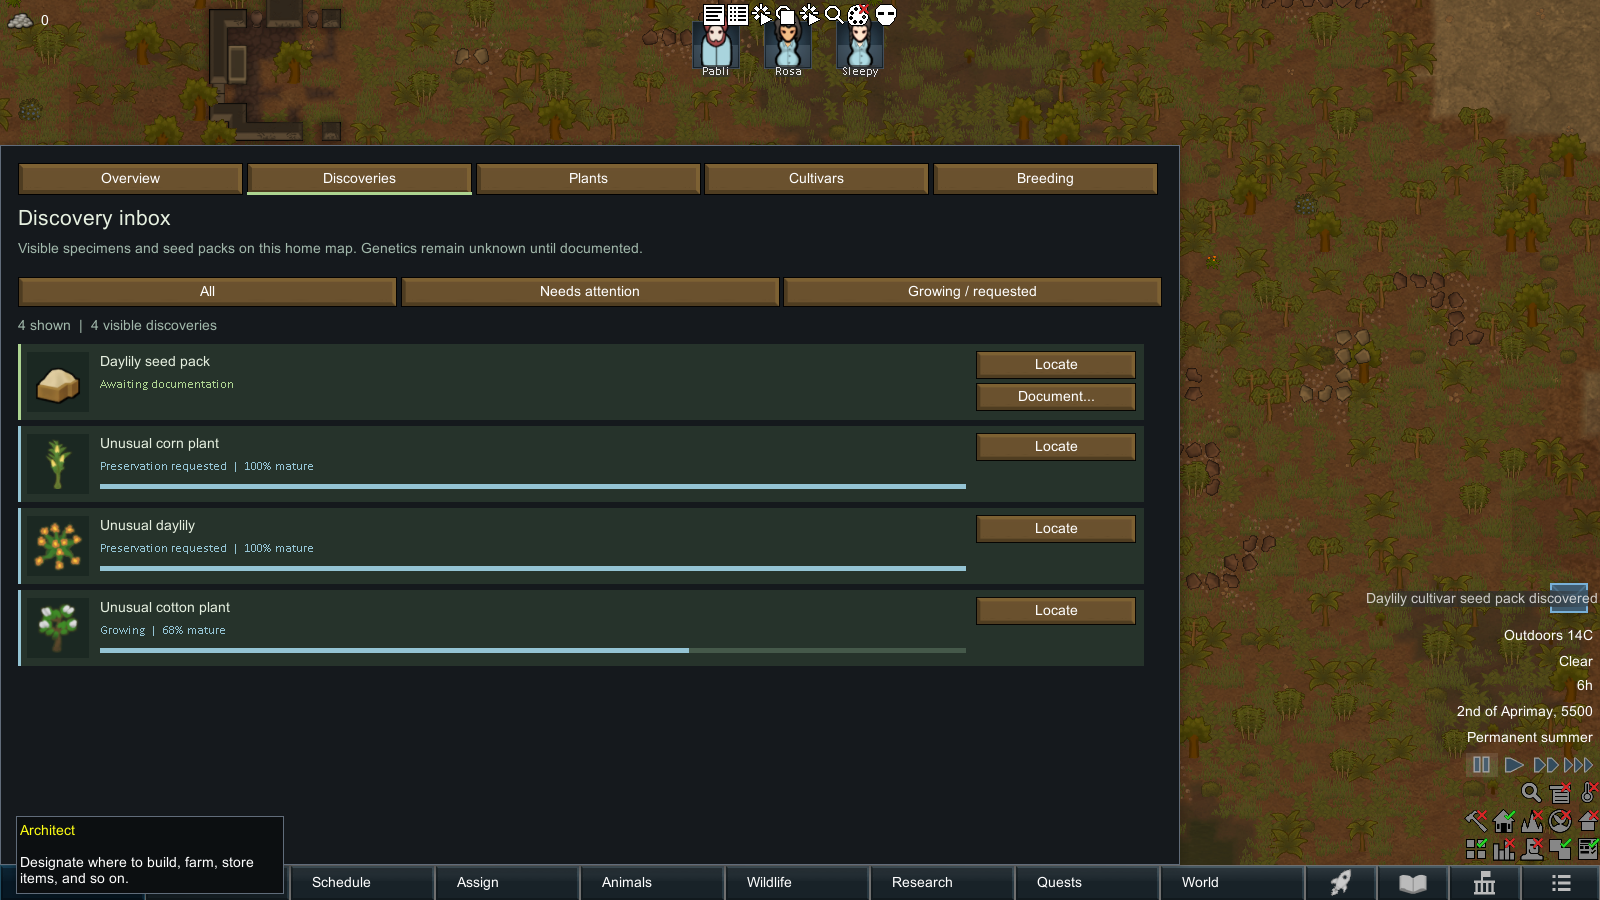 0
Pabli
Rosa
Sleepy
Overview
Discoveries
Plants
Cultivars
Breeding
Discovery inbox
Visible specimens and seed packs on this home map. Genetics remain unknown until documented.
All
Needs attention
Growing / requested
4 shown | 4 visible discoveries
Daylily seed pack
Awaiting documentation
Locate
Document...
Unusual corn plant
Preservation requested | 100% mature
Locate
Unusual daylily
Preservation requested | 100% mature
Locate
Unusual cotton plant
Growing | 68% mature
Locate
Daylily cultivar seed pack discovered
Outdoors 14C
Clear
6h
2nd of Aprimay, 5500
Permanent summer
Architect
Designate where to build, farm, store
items, and so on.
Schedule
Assign
Animals
Wildlife
Research
Quests
World